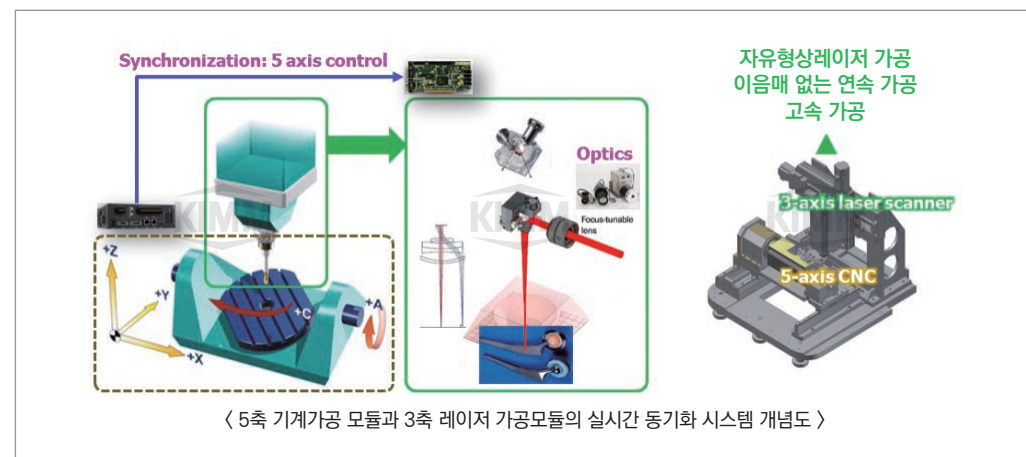 Synchronization: 5 axis control
Optics
Focus-tunable
lens
+Z
+Y
+X
+C
+A
자유형상레이저 가공
이음매 없는 연속 가공
고속 가공
3-axis laser scanner
5-axis CNC
KIMM
KIMM
KIMM
〈 5축 기계가공 모듈과 3축 레이저 가공모듈의 실시간 동기화 시스템 개념도 〉